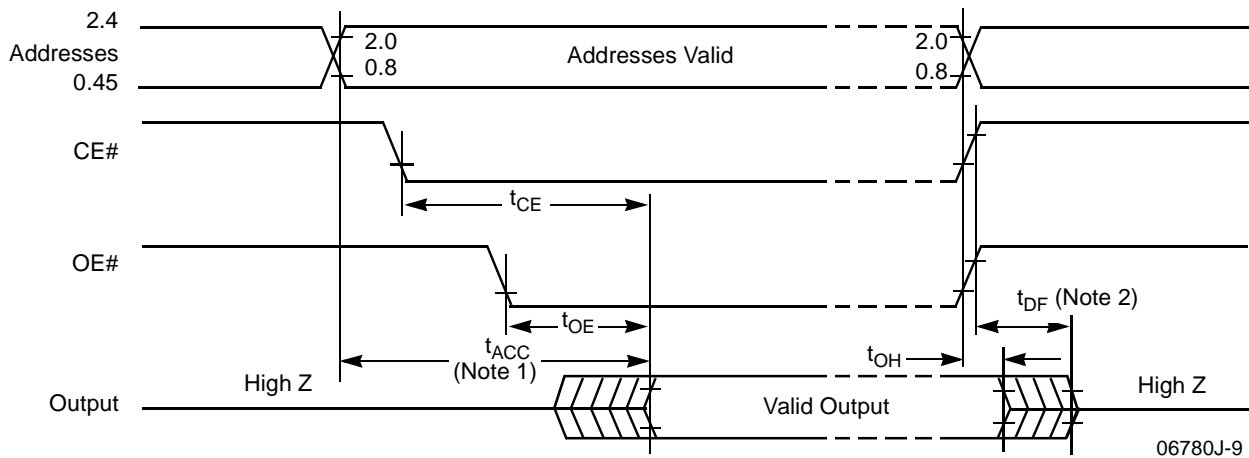 2.4
Addresses
0.45
2.0
0.8
Addresses Valid
2.0
0.8
CE#
tCE
OE#
tOE
tDF (Note 2)
tACC
(Note 1)
tOH
Output
High Z
Valid Output
High Z
06780J-9